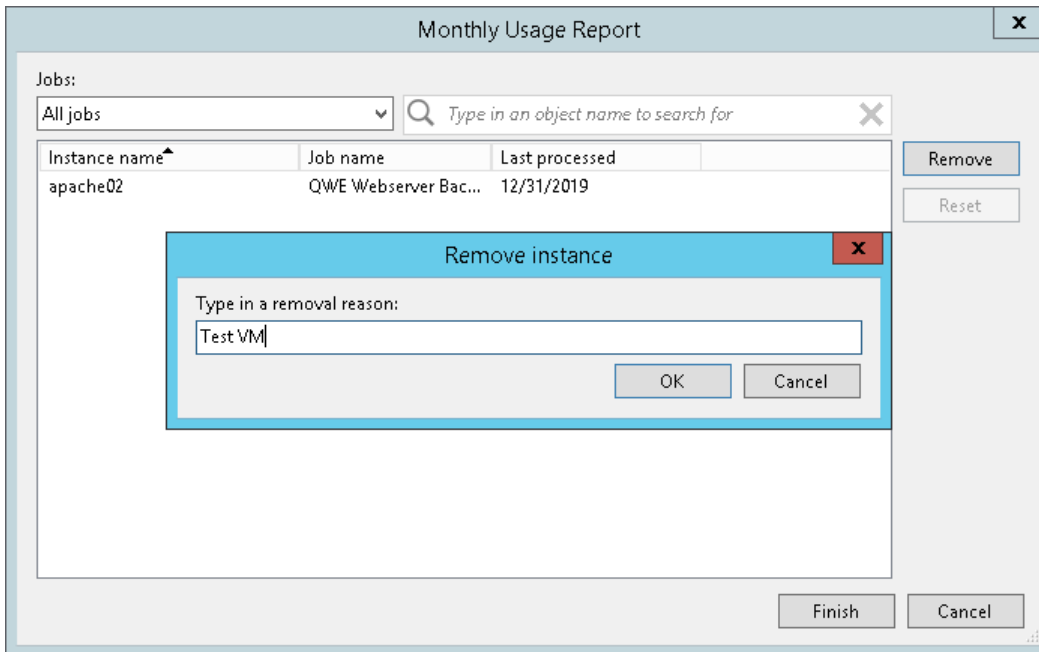 Monthly Usage Report
x
Jobs:
All jobs
Type in an object name to search for
Instance name Job name Last processed
Remove
apache02 QWE Webserver Bac... 12/31/2019
Reset
Remove instance
x
Type in a removal reason:
Test VM
OK Cancel
Finish Cancel